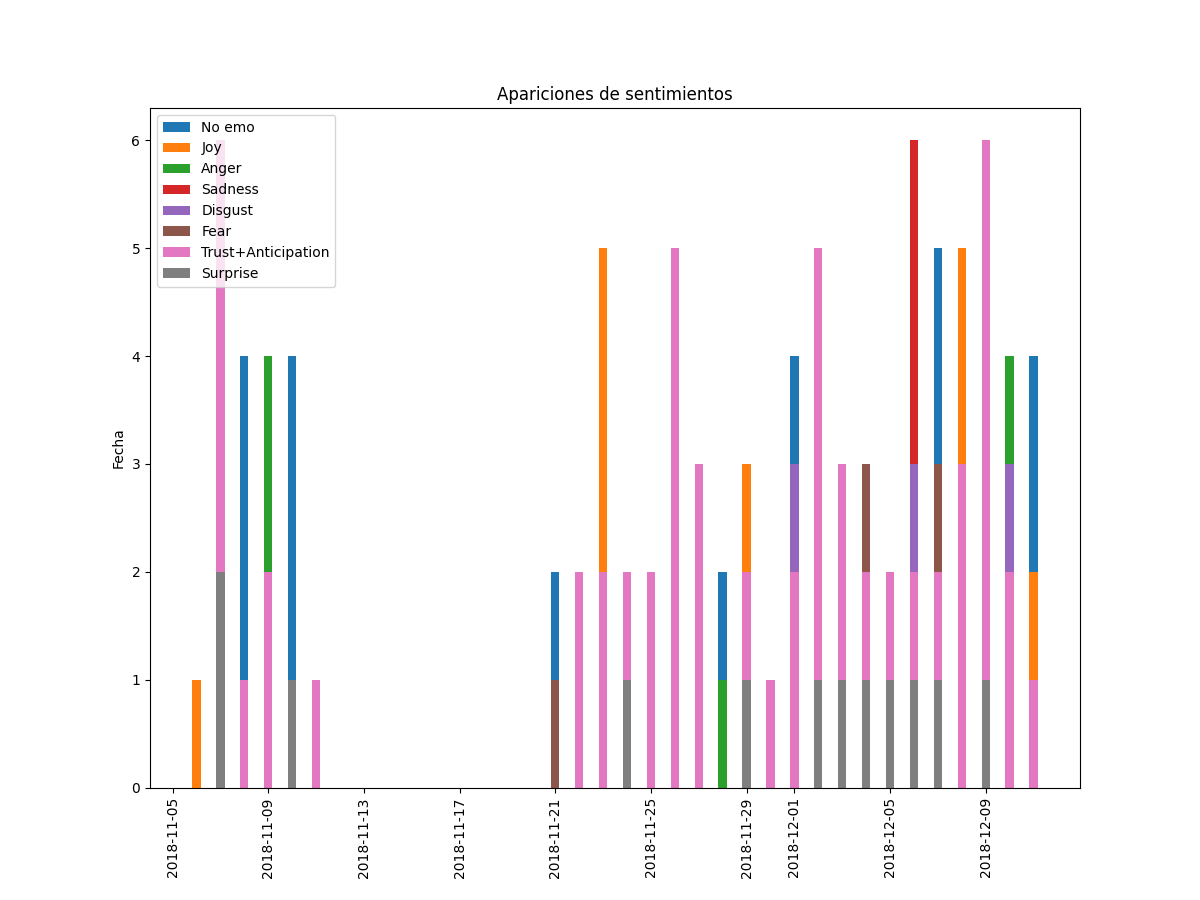 Apariciones de sentimientos
No emo
Joy
Anger
Sadness
Disgust
Fear
Trust+Anticipation
Surprise
6
5
4
3
2
1
0
Fecha
2018-11-05
2018-11-09
2018-11-13
2018-11-17
2018-11-21
2018-11-25
2018-11-29
2018-12-01
2018-12-05
2018-12-09